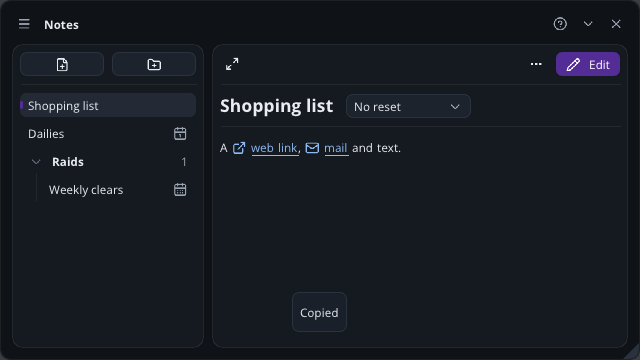 Notes
Shopping list
Dailies
Raids 1
Weekly clears
Edit
Shopping list No reset
A web link, mail and text.
Copied